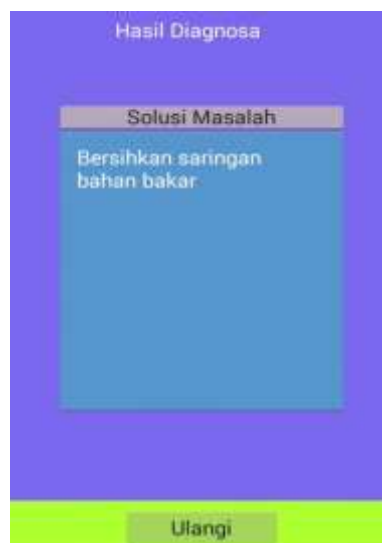 Hasil Diagnosa
Solusi Masalah
Bersihkan saringan
bahan bakar
Ulangi